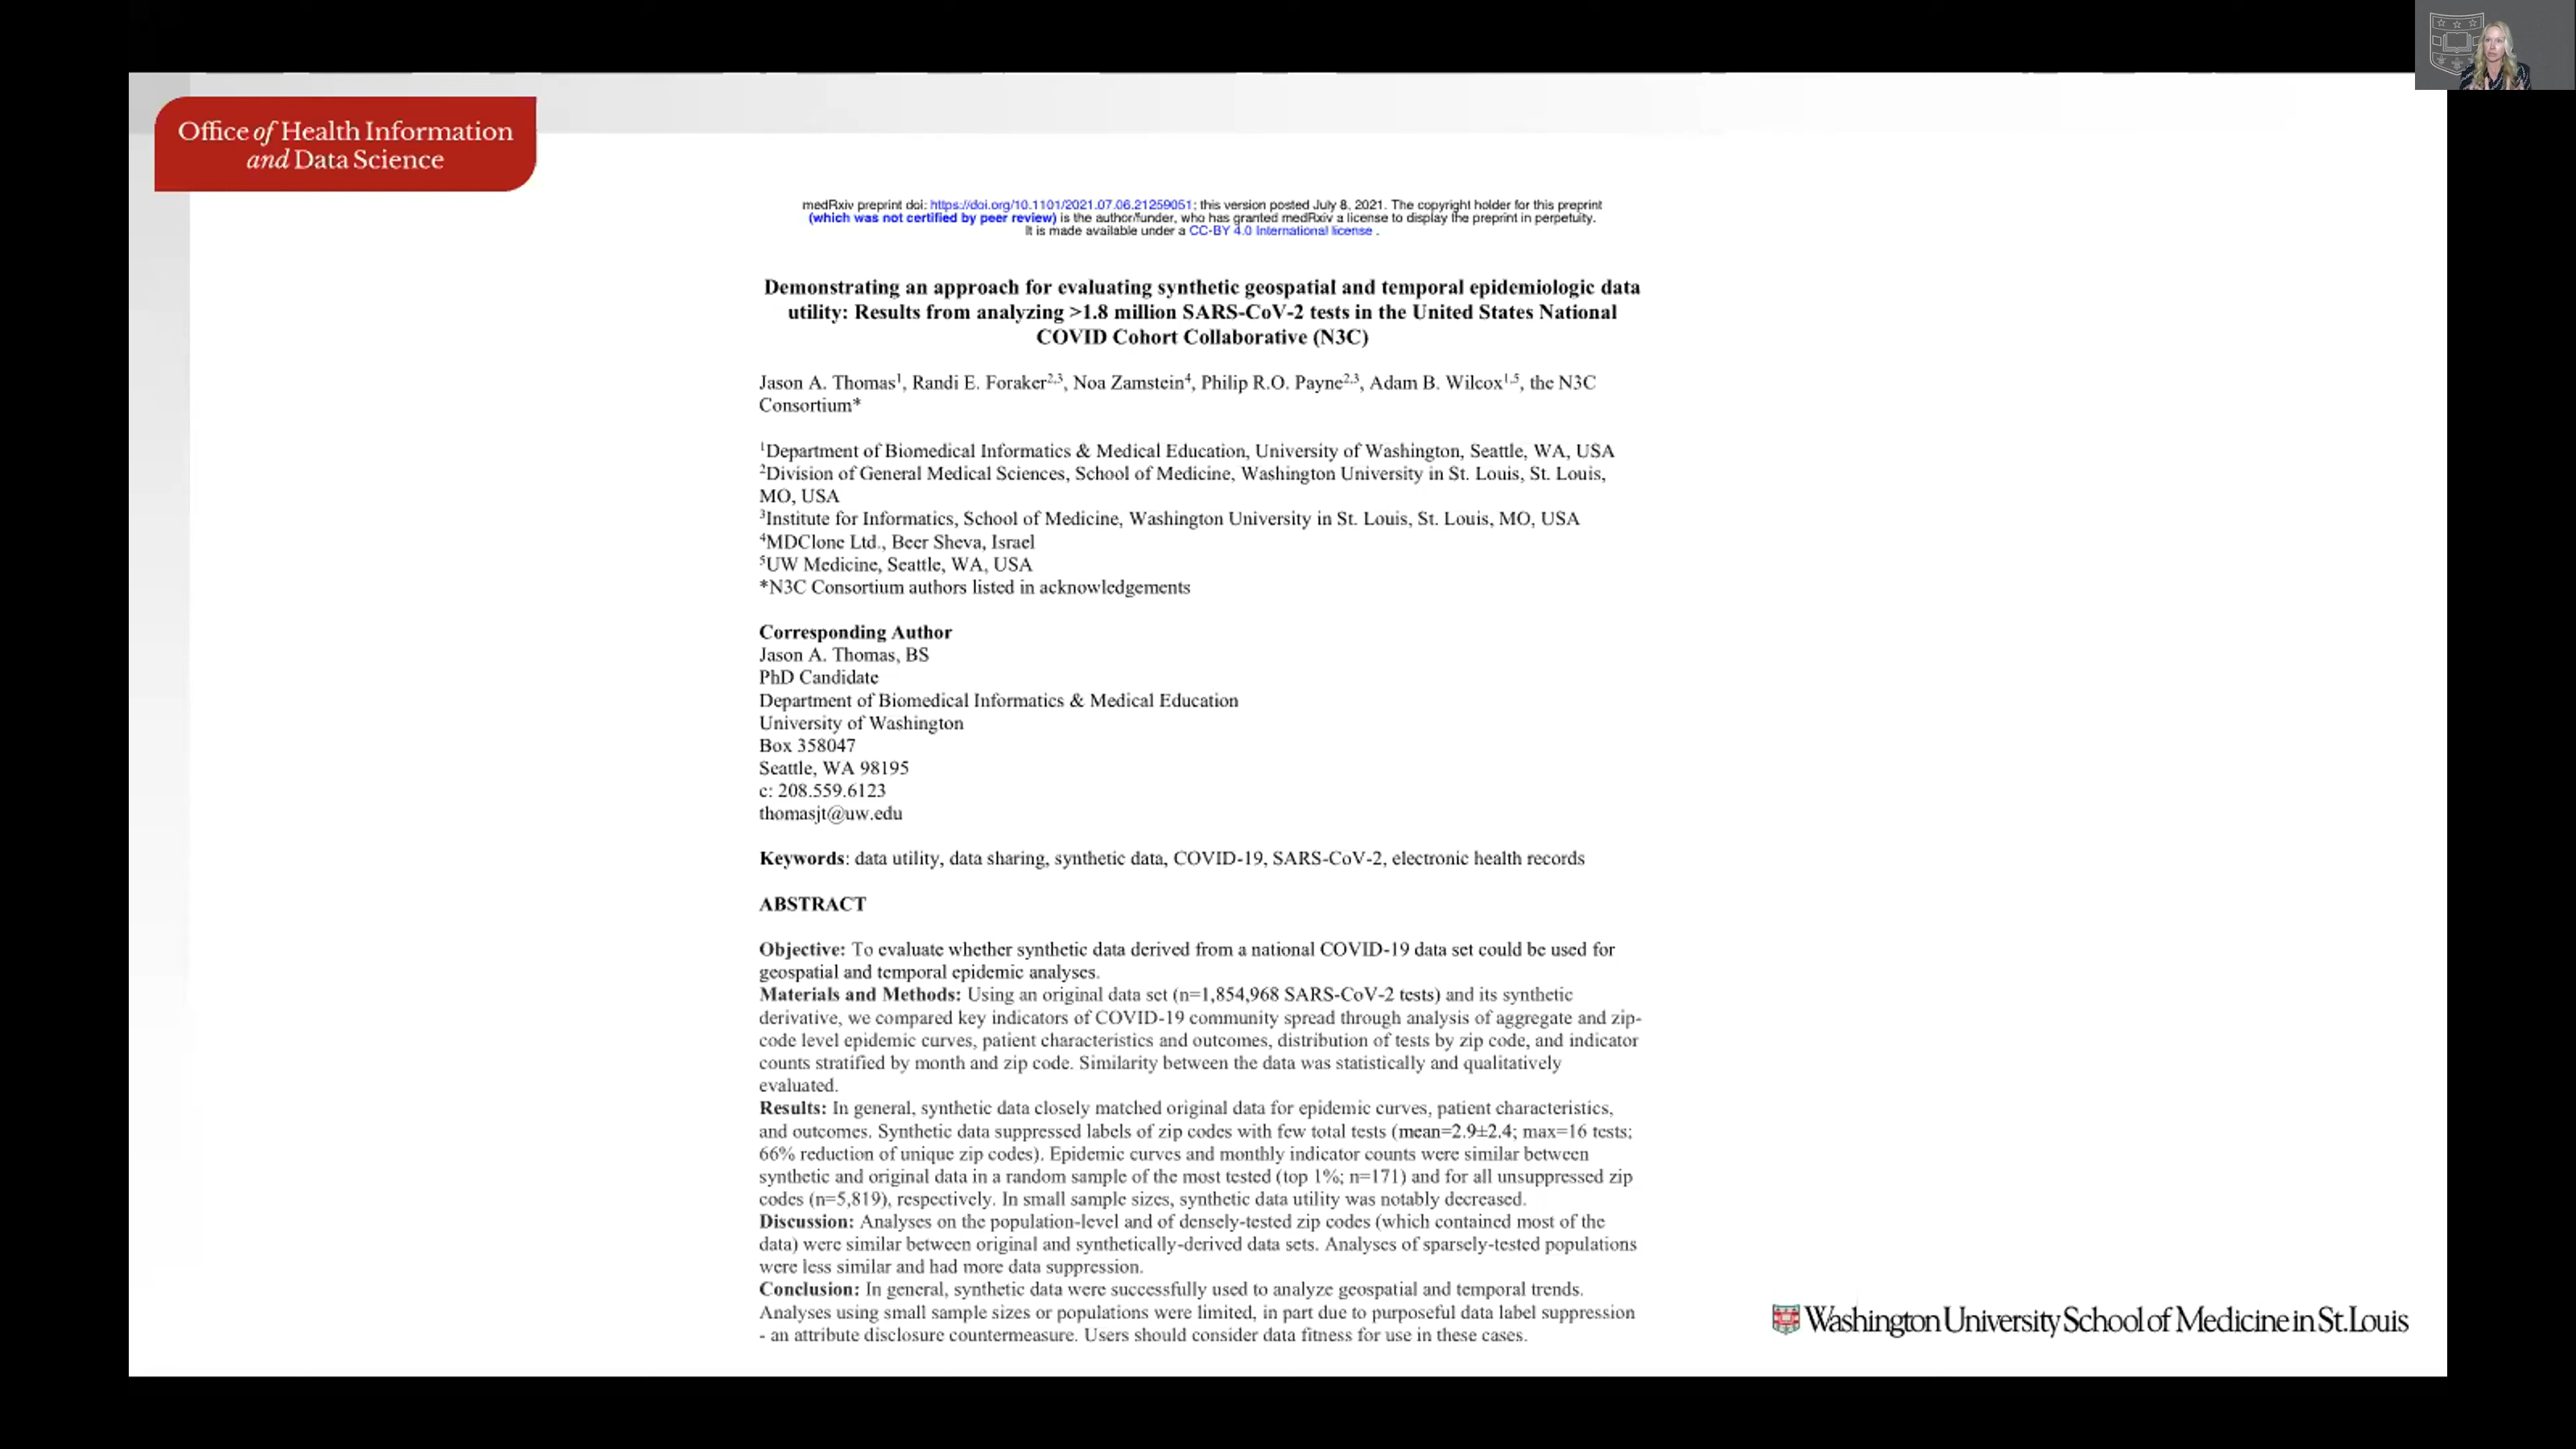 Office of Health Information
and Data Science
medRxiv preprint doi: https://doi.org/10.1101/2021.07.06.21259051; this version posted July 8, 2021. The copyright holder for this preprint
(which was not certified by peer review) is the author/funder, who has granted medRxiv a license to display the preprint in perpetuity.
It is made available under a CC-BY 4.0 International license .
Demonstrating an approach for evaluating synthetic geospatial and temporal epidemiologic data
utility: Results from analyzing >1.8 million SARS-CoV-2 tests in the United States National
COVID Cohort Collaborative (N3C)
Jason A. Thomas1, Randi E. Foraker2,3, Noa Zamstein4, Philip R.O. Payne2,3, Adam B. Wilcox1,5, the N3C
Consortium*
1Department of Biomedical Informatics & Medical Education, University of Washington, Seattle, WA, USA
2Division of General Medical Sciences, School of Medicine, Washington University in St. Louis, St. Louis,
MO, USA
3Institute for Informatics, School of Medicine, Washington University in St. Louis, St. Louis, MO, USA
4MDClone Ltd., Beer Sheva, Israel
5UW Medicine, Seattle, WA, USA
*N3C Consortium authors listed in acknowledgements
Corresponding Author
Jason A. Thomas, BS
PhD Candidate
Department of Biomedical Informatics & Medical Education
University of Washington
Box 358047
Seattle, WA 98195
c: 208.559.6123
thomasjt@uw.edu
Keywords: data utility, data sharing, synthetic data, COVID-19, SARS-CoV-2, electronic health records
ABSTRACT
Objective: To evaluate whether synthetic data derived from a national COVID-19 data set could be used for
geospatial and temporal epidemic analyses.
Materials and Methods: Using an original data set (n=1,854,968 SARS-CoV-2 tests) and its synthetic
derivative, we compared key indicators of COVID-19 community spread through analysis of aggregate and zip-
code level epidemic curves, patient characteristics and outcomes, distribution of tests by zip code, and indicator
counts stratified by month and zip code. Similarity between the data was statistically and qualitatively
evaluated.
Results: In general, synthetic data closely matched original data for epidemic curves, patient characteristics,
and outcomes. Synthetic data suppressed labels of zip codes with few total tests (mean=2.9±2.4; max=16 tests;
66% reduction of unique zip codes). Epidemic curves and monthly indicator counts were similar between
synthetic and original data in a random sample of the most tested (top 1%; n=171) and for all unsuppressed zip
codes (n=5,819), respectively. In small sample sizes, synthetic data utility was notably decreased.
Discussion: Analyses on the population-level and of densely-tested zip codes (which contained most of the
data) were similar between original and synthetically-derived data sets. Analyses of sparsely-tested populations
were less similar and had more data suppression.
Conclusion: In general, synthetic data were successfully used to analyze geospatial and temporal trends.
Analyses using small sample sizes or populations were limited, in part due to purposeful data label suppression
- an attribute disclosure countermeasure. Users should consider data fitness for use in these cases.
Washington University School of Medicine in St. Louis